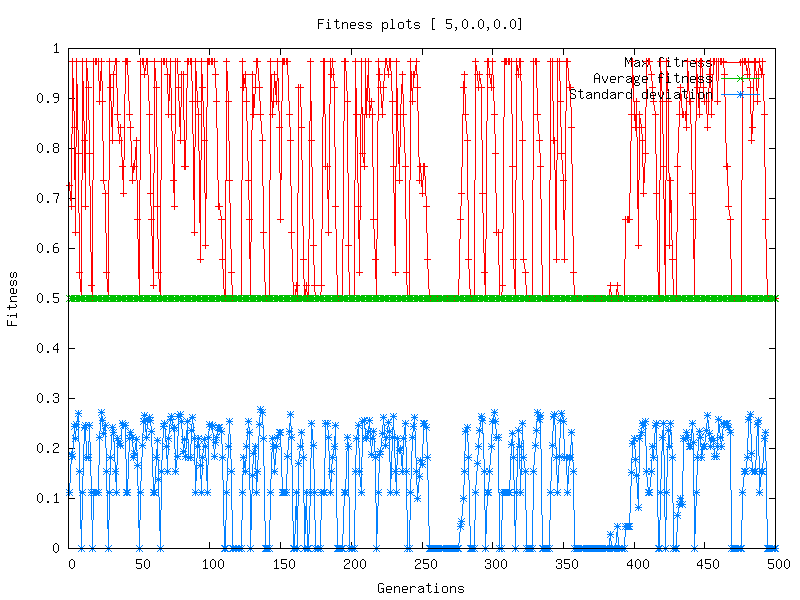 Fitness plots [ 5,0.0,0.0]
Max fitness
Average fitness
Standard deviation
1
0.9
0.8
0.7
0.6
0.5
0.4
0.3
0.2
0.1
0
Fitness
0 50 100 150 200 250 300 350 400 450 500
Generations